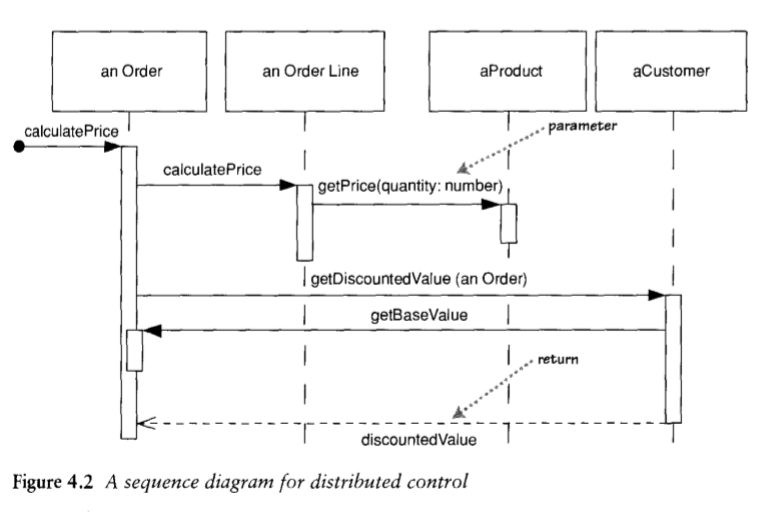 an Order
an Order Line
aProduct
aCustomer
parameter
calculatePrice
calculatePrice
getPrice(quantity: number)
getDiscountedValue (an Order)
getBaseValue
return
discountedValue
Figure 4.2 A sequence diagram for distributed control